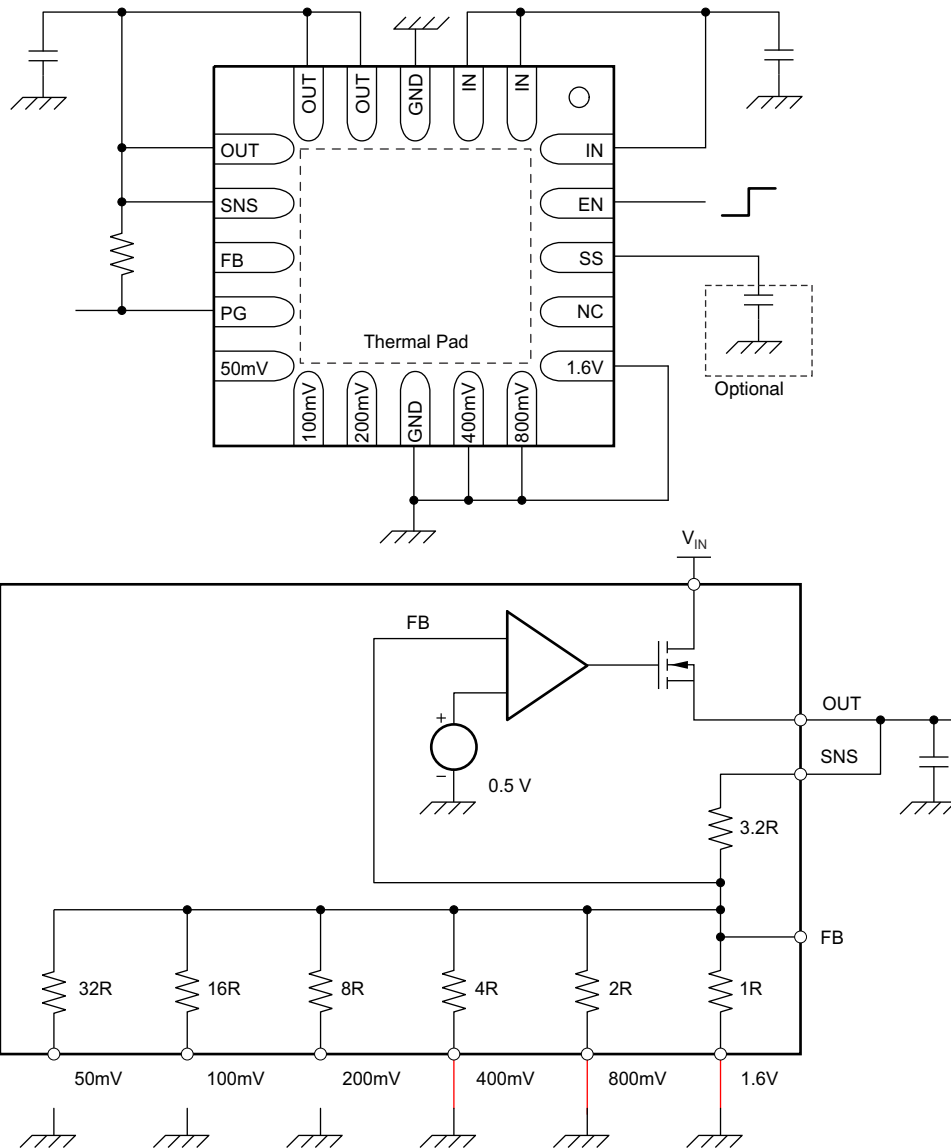 OUT
OUT
GND
IN
IN
OUT
SNS
FB
PG
50mV
IN
EN
SS
NC
1.6V
Thermal Pad
100mV
200mV
GND
400mV
800mV
Optional
VIN
FB
+
−
0.5 V
OUT
SNS
3.2R
FB
32R
16R
8R
4R
2R
1R
50mV
100mV
200mV
400mV
800mV
1.6V